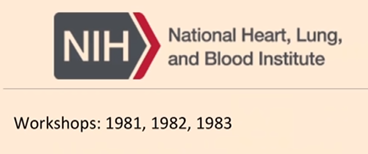 NIH National Heart, Lung,
and Blood Institute
Workshops: 1981, 1982, 1983